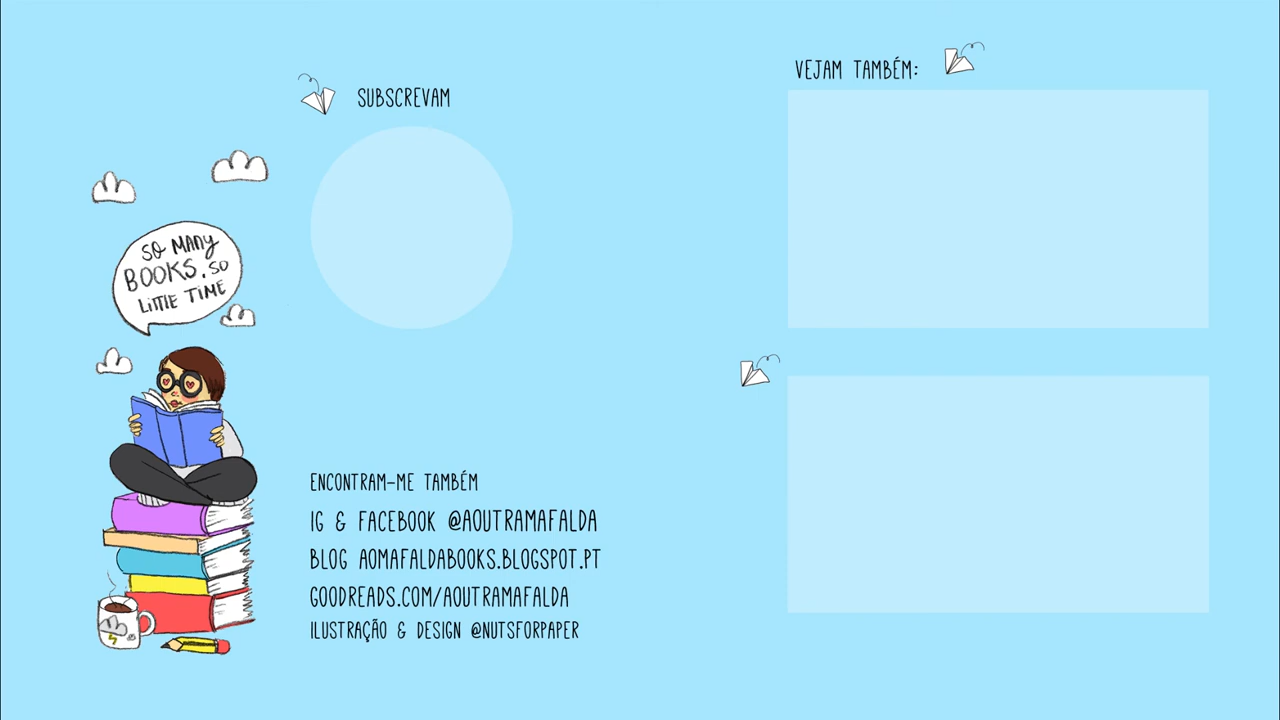 SUBSCREVAM
VEJAM TAMBÉM:
SO MANY
BOOKS, SO
LITTLE TIME
ENCONTRAM-ME TAMBÉM
IG & FACEBOOK @AOUTRAMAFALDA
BLOG AOMAFALDABOOKS.BLOGSPOT.PT
GOODREADS.COM/AOUTRAMAFALDA
ILUSTRAÇÃO & DESIGN @NUTSFORPAPER